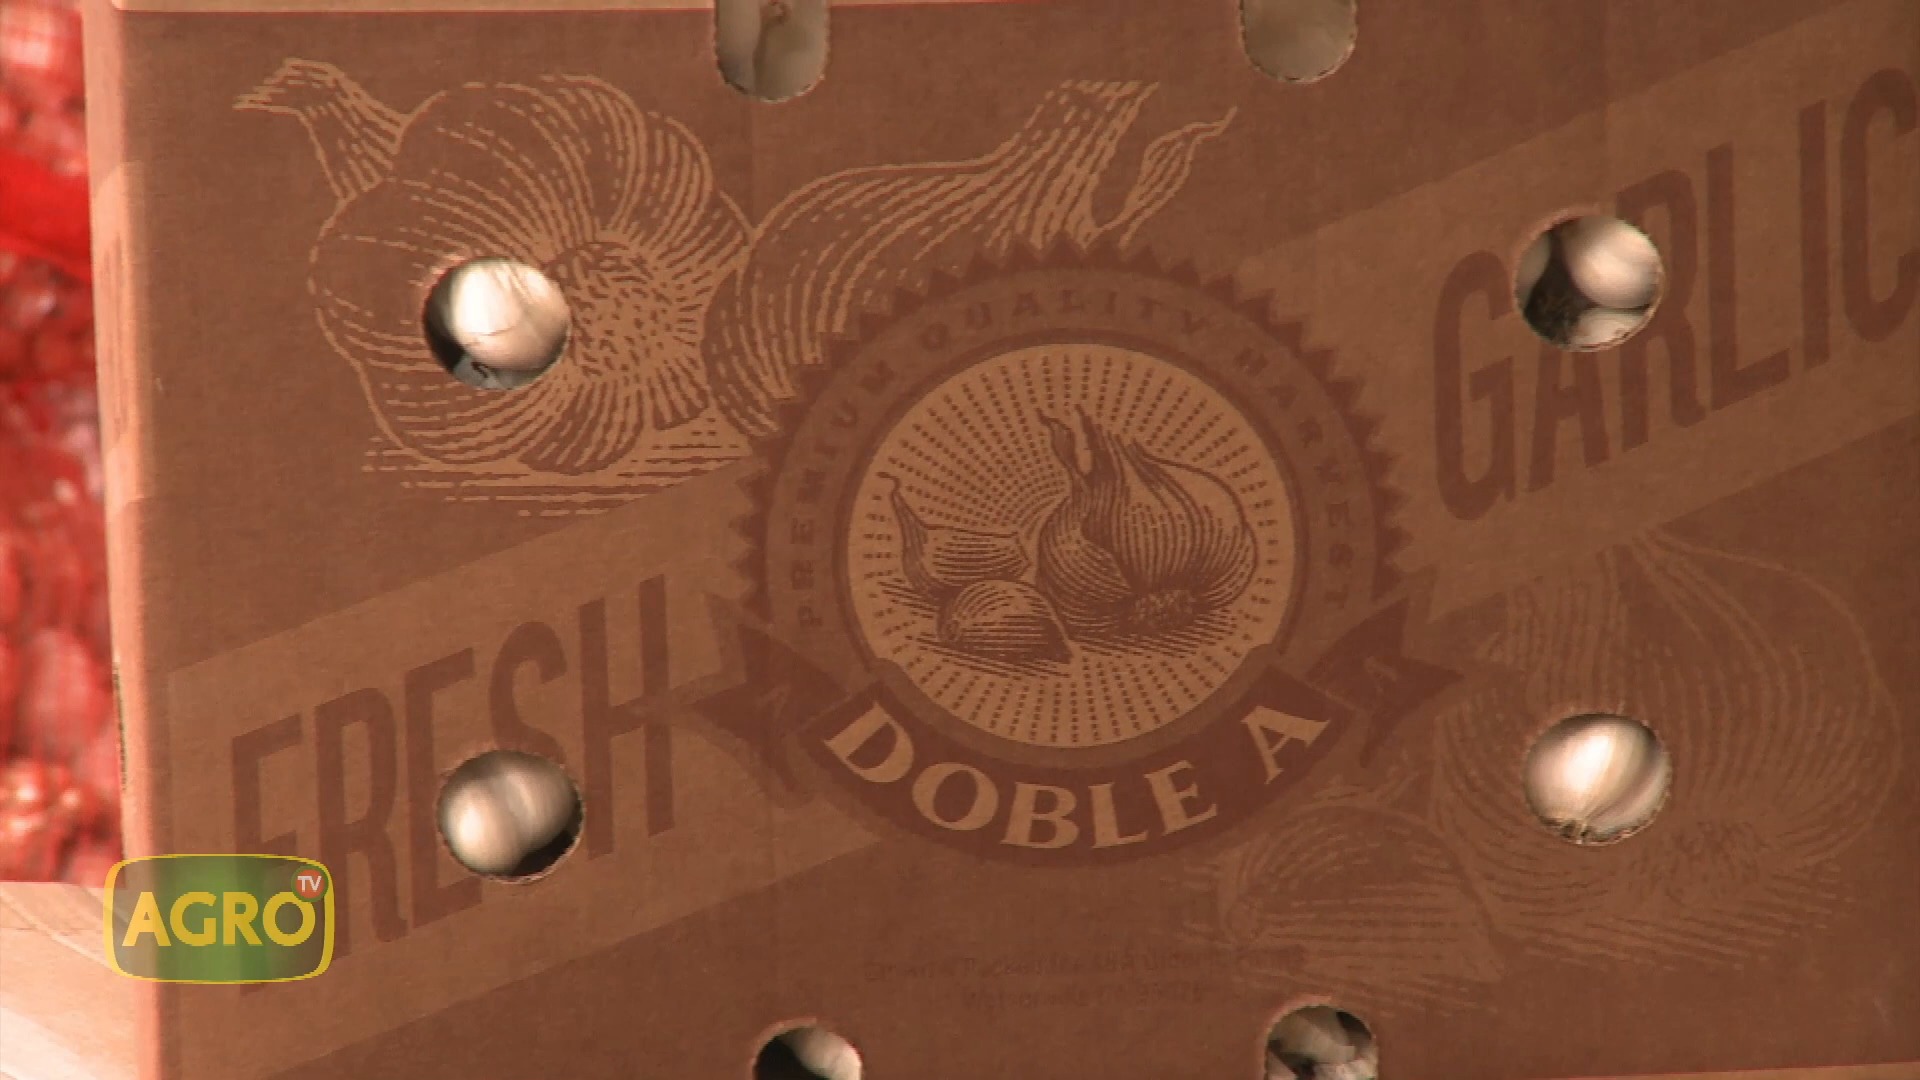 PREMIUM QUALITY HARVEST
FRESH
GARLIC
DOBLE A
AGRO TV